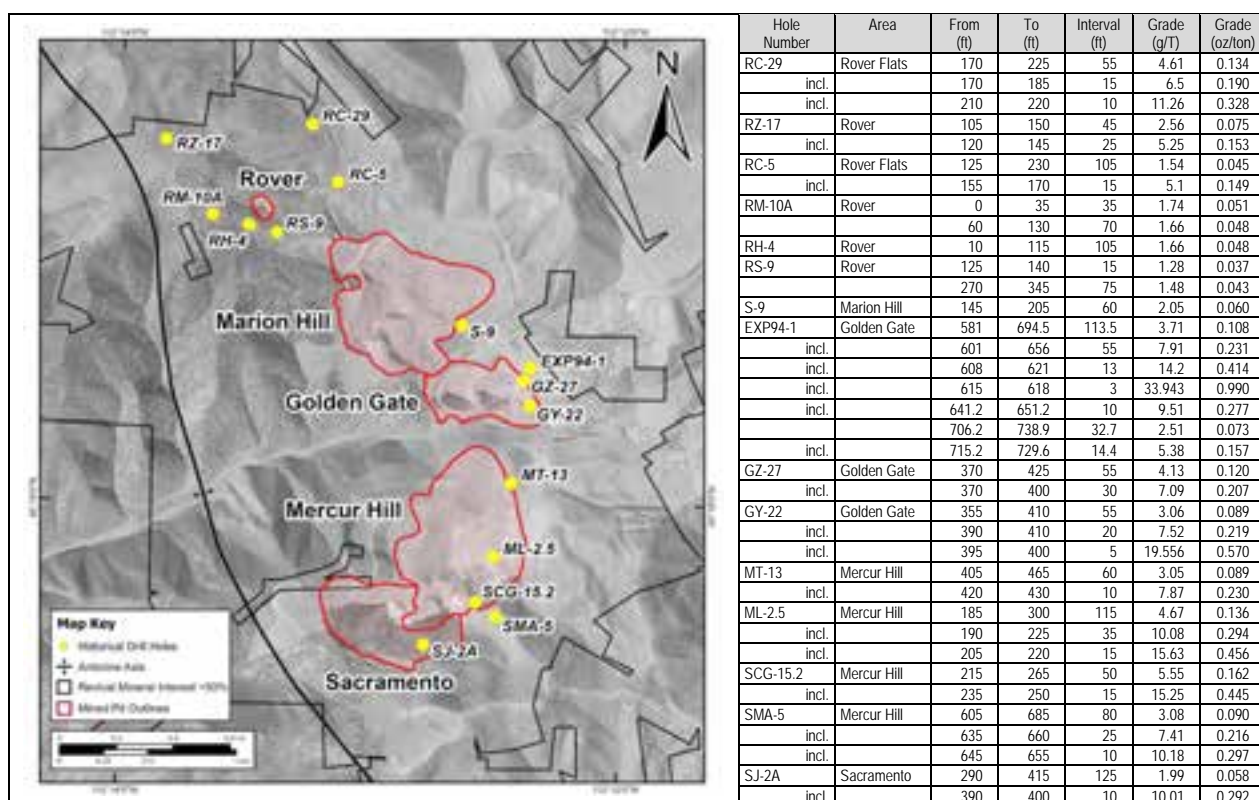 N
RC-29
RZ-17
RC-5
Rover
RM-10A
RH-4
RS-9
Marion Hill
S-9
EXP94-1
GZ-27
Golden Gate
GY-22
MT-13
Mercur Hill
ML-2.5
SCG-15.2
SMA-5
SJ-2A
Sacramento
Map Key
Historical Drill Holes
Anticline Axis
Revival Mineral Interest >50%
Mined Pit Outlines
Hole Number Area From (ft) To (ft) Interval (ft) Grade (g/T) Grade (oz/ton)
RC-29 Rover Flats 170 225 55 4.61 0.134
incl. 170 185 15 6.5 0.190
incl. 210 220 10 11.26 0.328
RZ-17 Rover 105 150 45 2.56 0.075
incl. 120 145 25 5.25 0.153
RC-5 Rover Flats 125 230 105 1.54 0.045
incl. 155 170 15 5.1 0.149
RM-10A Rover 0 35 35 1.74 0.051
60 130 70 1.66 0.048
RH-4 Rover 10 115 105 1.66 0.048
RS-9 Rover 125 140 15 1.28 0.037
270 345 75 1.48 0.043
S-9 Marion Hill 145 205 60 2.05 0.060
EXP94-1 Golden Gate 581 694.5 113.5 3.71 0.108
incl. 601 656 55 7.91 0.231
incl. 608 621 13 14.2 0.414
incl. 615 618 3 33.943 0.990
incl. 641.2 651.2 10 9.51 0.277
706.2 738.9 32.7 2.51 0.073
incl. 715.2 729.6 14.4 5.38 0.157
GZ-27 Golden Gate 370 425 55 4.13 0.120
incl. 370 400 30 7.09 0.207
GY-22 Golden Gate 355 410 55 3.06 0.089
incl. 390 410 20 7.52 0.219
incl. 395 400 5 19.556 0.570
MT-13 Mercur Hill 405 465 60 3.05 0.089
incl. 420 430 10 7.87 0.230
ML-2.5 Mercur Hill 185 300 115 4.67 0.136
incl. 190 225 35 10.08 0.294
incl. 205 220 15 15.63 0.456
SCG-15.2 Mercur Hill 215 265 50 5.55 0.162
incl. 235 250 15 15.25 0.445
SMA-5 Mercur Hill 605 685 80 3.08 0.090
incl. 635 660 25 7.41 0.216
incl. 645 655 10 10.18 0.297
SJ-2A Sacramento 290 415 125 1.99 0.058
incl. 390 400 10 10.01 0.292